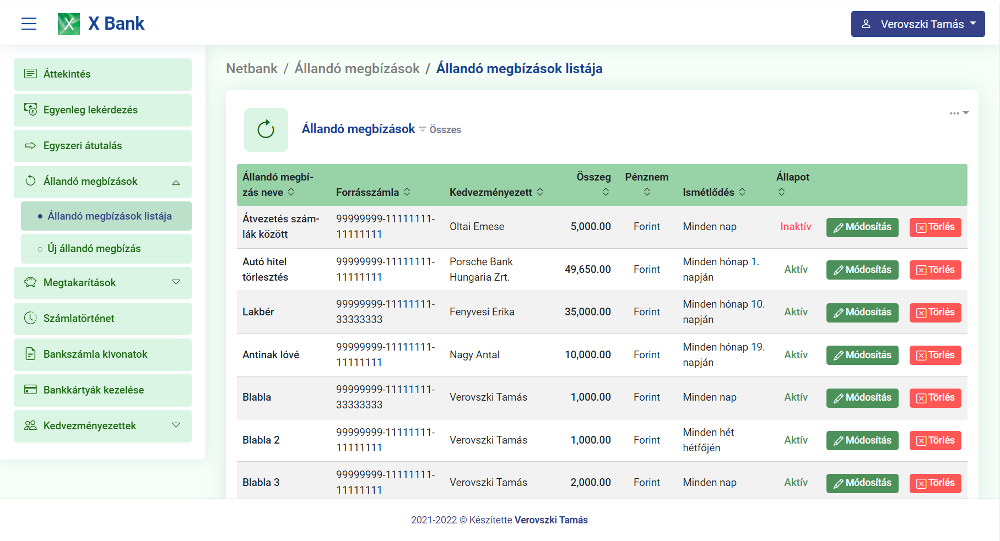 X Bank
Verovszki Tamás
Áttekintés
Egyenleg lekérdezés
Egyszeri átutalás
Állandó megbízások
Állandó megbízások listája
Új állandó megbízás
Megtakarítások
Számlatörténet
Bankszámla kivonatok
Bankkártyák kezelése
Kedvezményezettek
Netbank / Állandó megbízások / Állandó megbízások listája
Állandó megbízások Összes
Állandó megbí-
zás neve
Forrásszámla
Kedvezményezett
Összeg
Pénznem
Ismétlődés
Állapot
Átvezetés szám-
lák között
99999999-11111111-
11111111
Oltai Emese
5,000.00
Forint
Minden nap
Inaktív
Módosítás
Törlés
Autó hitel
törlesztés
99999999-11111111-
11111111
Porsche Bank
Hungaria Zrt.
49,650.00
Forint
Minden hónap 1.
napján
Aktív
Módosítás
Törlés
Lakbér
99999999-11111111-
33333333
Fenyvesi Erika
35,000.00
Forint
Minden hónap 10.
napján
Aktív
Módosítás
Törlés
Antinak lóvé
99999999-11111111-
11111111
Nagy Antal
10,000.00
Forint
Minden hónap 19.
napján
Aktív
Módosítás
Törlés
Blabla
99999999-11111111-
33333333
Verovszki Tamás
1,000.00
Forint
Minden nap
Aktív
Módosítás
Törlés
Blabla 2
99999999-11111111-
11111111
Verovszki Tamás
1,000.00
Forint
Minden hét
hétfőjén
Aktív
Módosítás
Törlés
Blabla 3
99999999-11111111-
11111111
Verovszki Tamás
2,000.00
Forint
Minden nap
Aktív
Módosítás
Törlés
2021-2022 © Készítette Verovszki Tamás